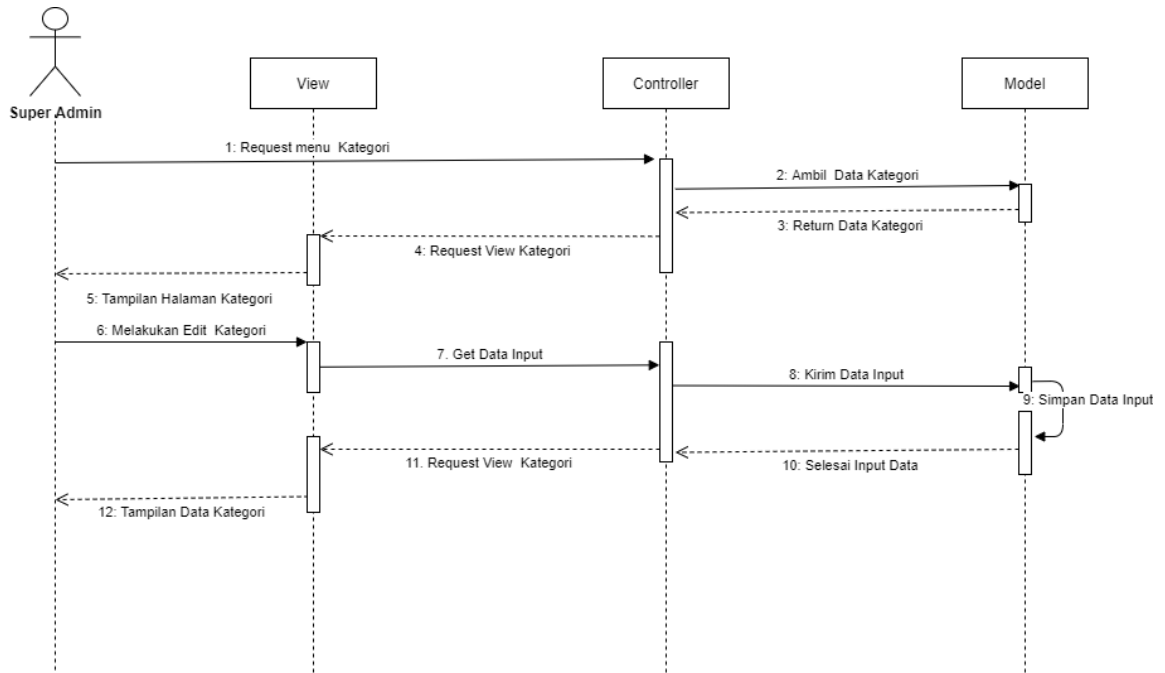 Super Admin
View
Controller
Model
1: Request menu Kategori
2: Ambil Data Kategori
3: Return Data Kategori
4: Request View Kategori
5: Tampilan Halaman Kategori
6: Melakukan Edit Kategori
7. Get Data Input
8: Kirim Data Input
9: Simpan Data Input
10: Selesai Input Data
11. Request View Kategori
12: Tampilan Data Kategori